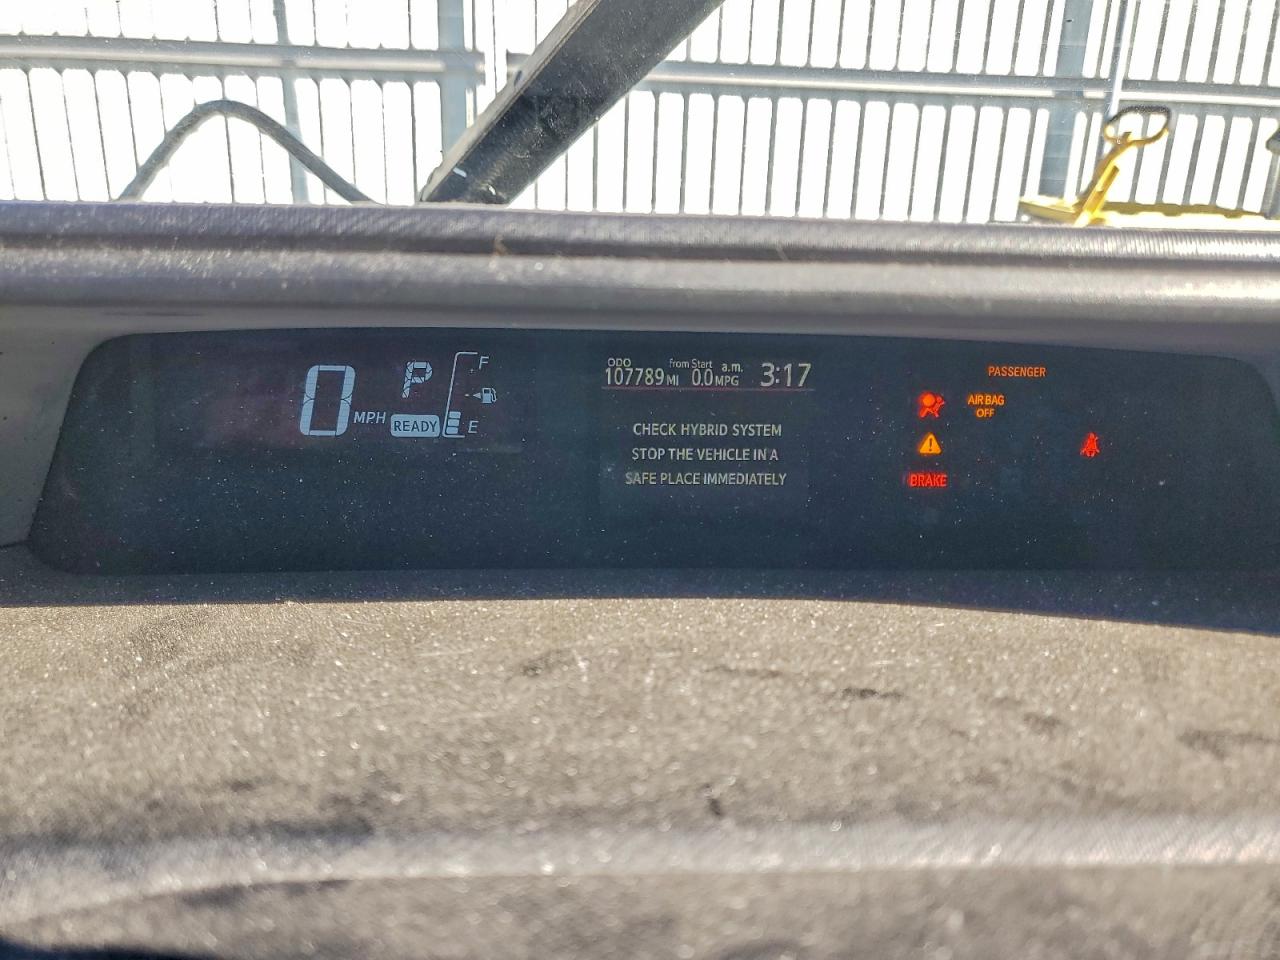 0 MPH
P
READY
F
E
ODO from Start a.m.
107789 MI 0.0 MPG 3:17
CHECK HYBRID SYSTEM
STOP THE VEHICLE IN A
SAFE PLACE IMMEDIATELY
PASSENGER
AIR BAG
OFF
BRAKE